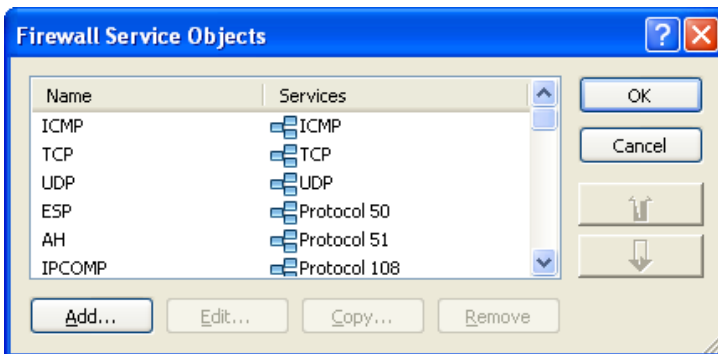 Firewall Service Objects
Name Services
ICMP ICMP
TCP TCP
UDP UDP
ESP Protocol 50
AH Protocol 51
IPCOMP Protocol 108
OK
Cancel
Add... Edit... Copy... Remove